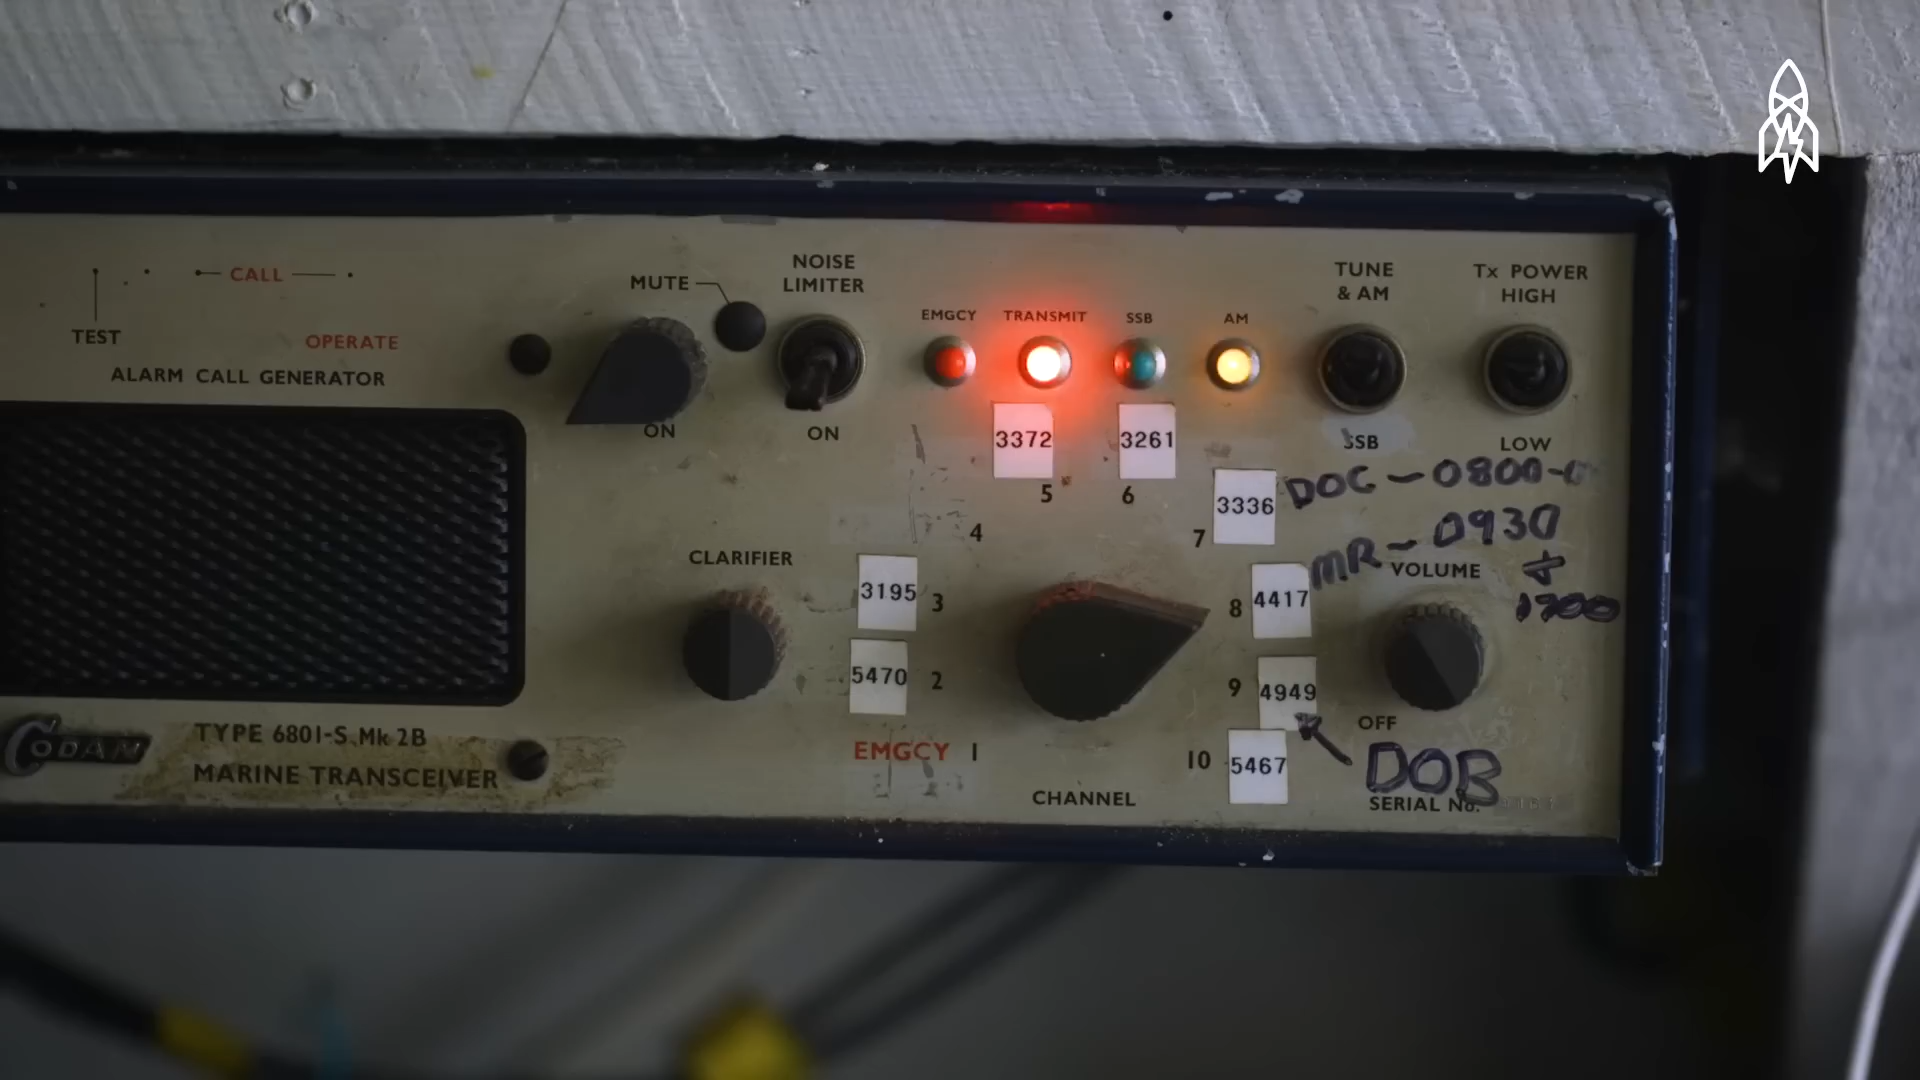 CALL
TEST
OPERATE
ALARM CALL GENERATOR
MUTE
ON
NOISE
LIMITER
ON
EMGCY
TRANSMIT
SSB
AM
TUNE
& AM
SSB
Tx POWER
HIGH
LOW
3372
5
3261
6
4
3336
7
DOC - 0800-
MR - 0930
+
1700
CLARIFIER
3195
3
5470
2
EMGCY 1
8
4417
9
4949
10
5467
CHANNEL
VOLUME
OFF
DOB
SERIAL No.
CODAN
TYPE 6801-S Mk 2B
MARINE TRANSCEIVER